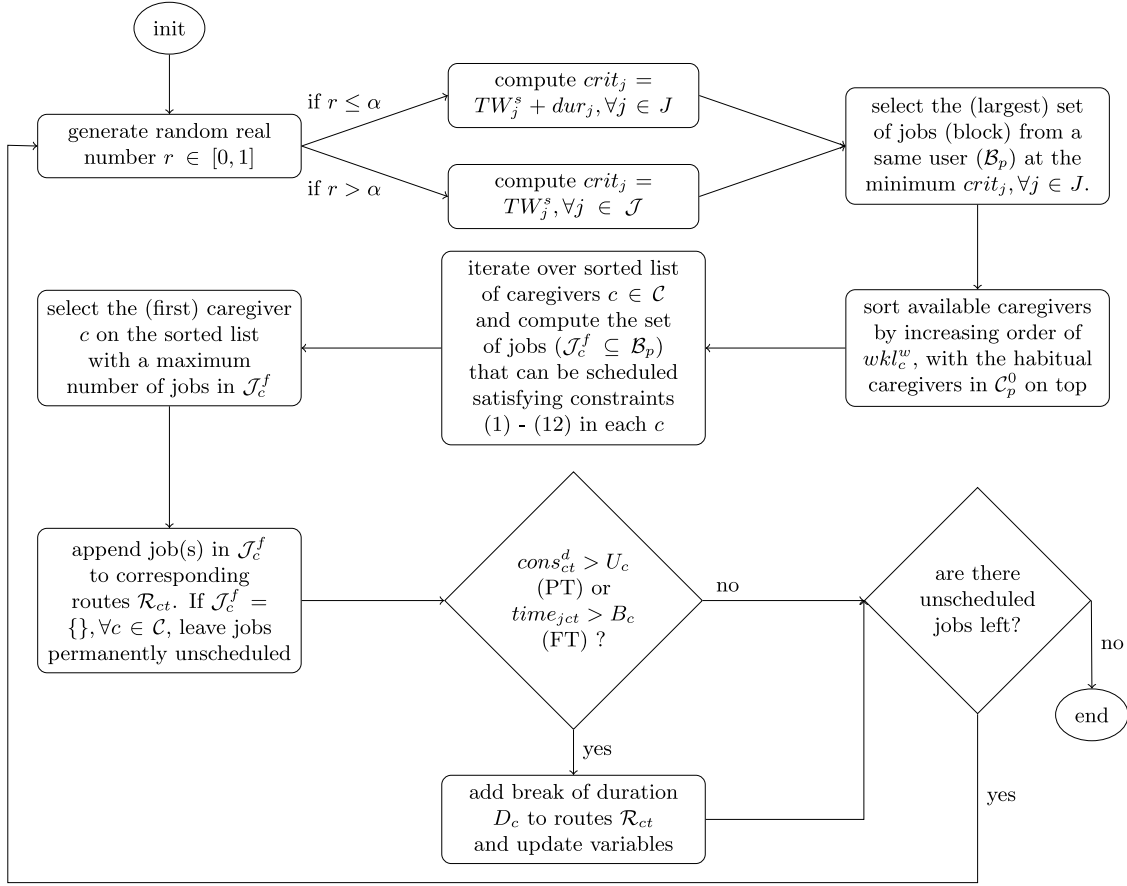 init
generate random real
number r ∈ [0, 1]
if r ≤ α
if r > α
compute crit_j =
TW_j^s + dur_j, ∀j ∈ J
compute crit_j =
TW_j^s, ∀j ∈ 𝒥
select the (largest) set
of jobs (block) from a
same user (ℬ_p) at the
minimum crit_j, ∀j ∈ J.
sort available caregivers
by increasing order of
wkl_c^w, with the habitual
caregivers in 𝒞_p^0 on top
iterate over sorted list
of caregivers c ∈ 𝒞
and compute the set
of jobs (𝒥_c^f ⊆ ℬ_p)
that can be scheduled
satisfying constraints
(1) - (12) in each c
select the (first) caregiver
c on the sorted list
with a maximum
number of jobs in 𝒥_c^f
append job(s) in 𝒥_c^f
to corresponding
routes ℛ_ct. If 𝒥_c^f =
{}, ∀c ∈ 𝒞, leave jobs
permanently unscheduled
cons_ct^d > U_c
(PT) or
time_jct > B_c
(FT) ?
no
yes
add break of duration
D_c to routes ℛ_ct
and update variables
are there
unscheduled
jobs left?
no
end
yes